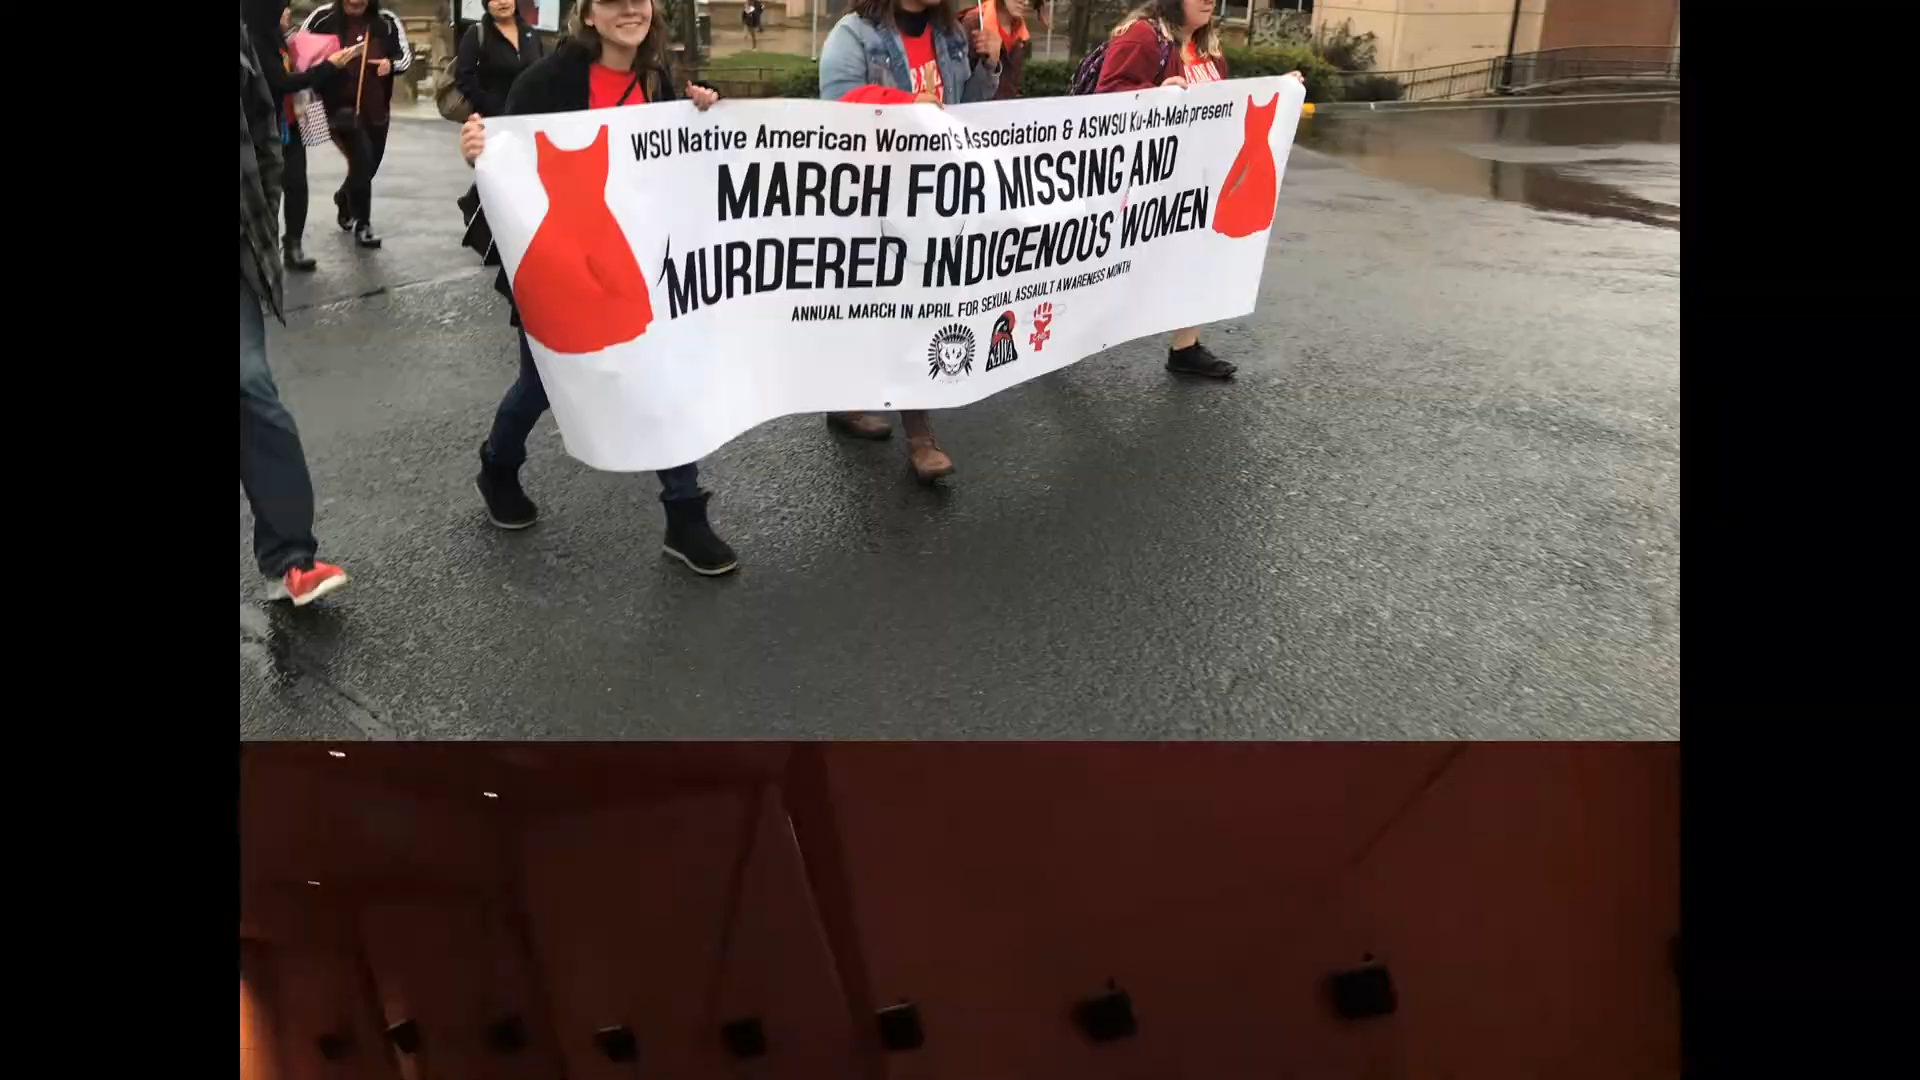 WSU Native American Women's Association & ASWSU Ku-Ah-Mah present
MARCH FOR MISSING AND
MURDERED INDIGENOUS WOMEN
ANNUAL MARCH IN APRIL FOR SEXUAL ASSAULT AWARENESS MONTH
NAWA